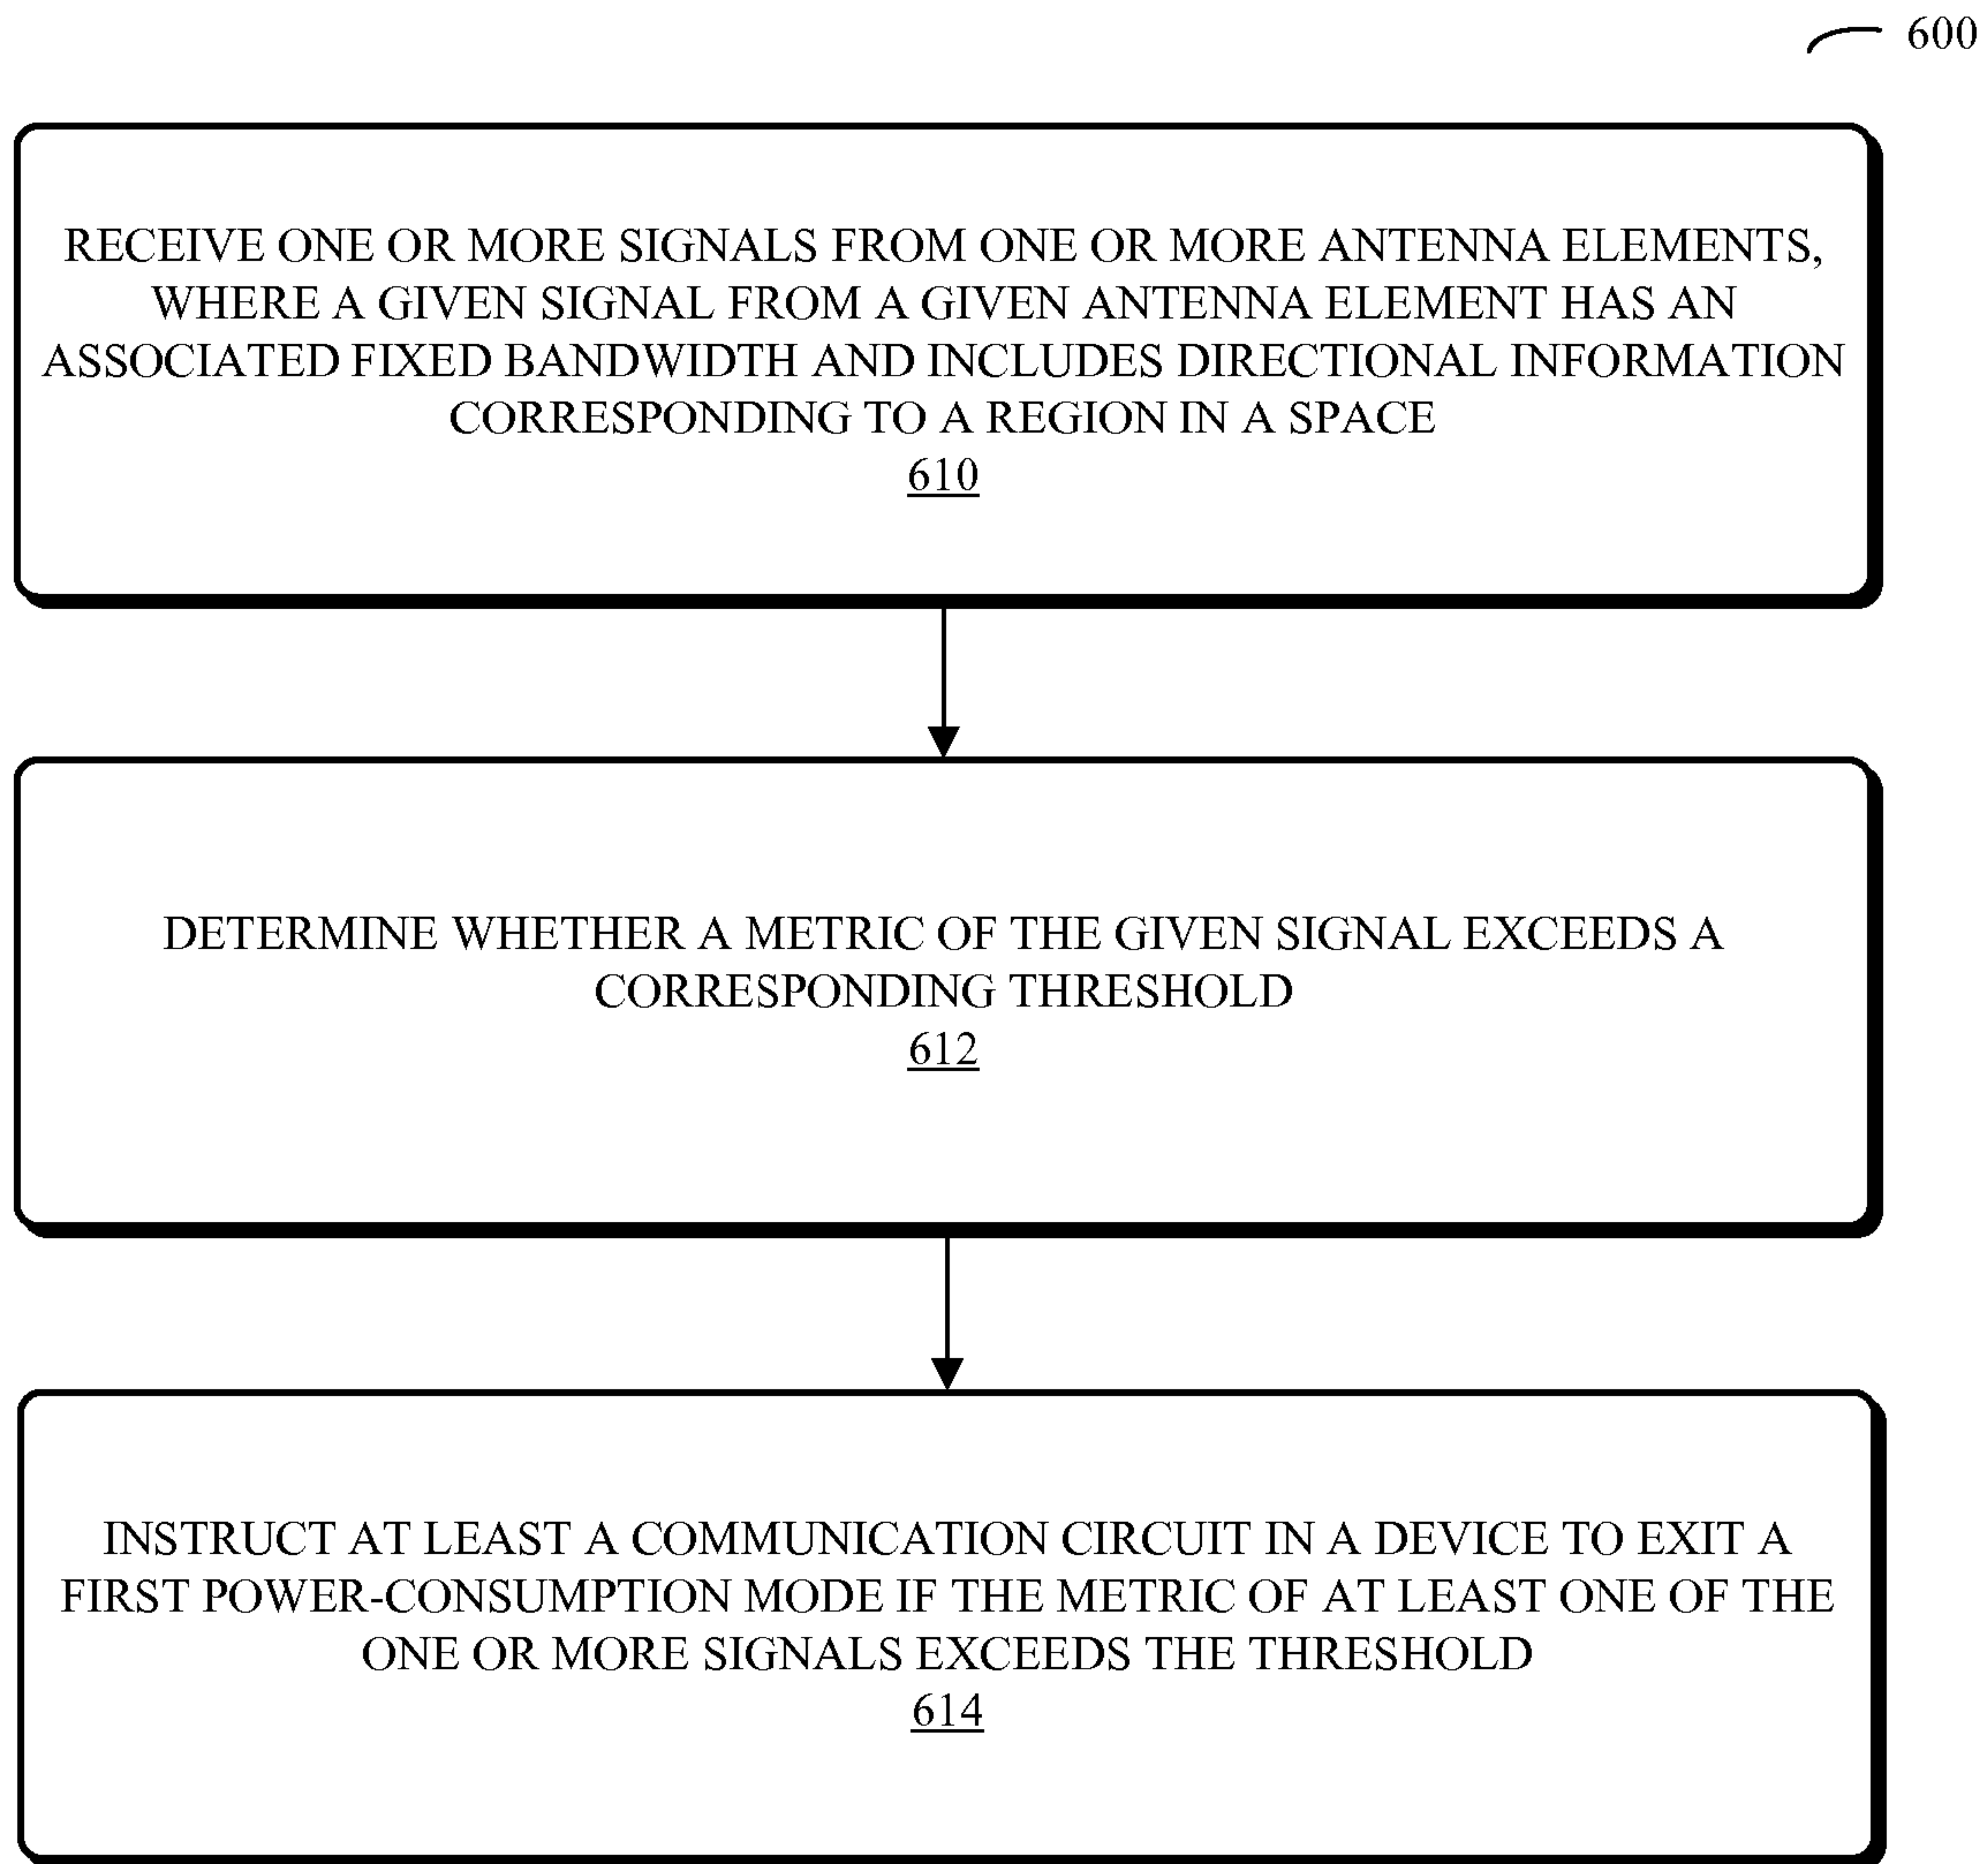 600
RECEIVE ONE OR MORE SIGNALS FROM ONE OR MORE ANTENNA ELEMENTS,
WHERE A GIVEN SIGNAL FROM A GIVEN ANTENNA ELEMENT HAS AN
ASSOCIATED FIXED BANDWIDTH AND INCLUDES DIRECTIONAL INFORMATION
CORRESPONDING TO A REGION IN A SPACE
610
DETERMINE WHETHER A METRIC OF THE GIVEN SIGNAL EXCEEDS A
CORRESPONDING THRESHOLD
612
INSTRUCT AT LEAST A COMMUNICATION CIRCUIT IN A DEVICE TO EXIT A
FIRST POWER-CONSUMPTION MODE IF THE METRIC OF AT LEAST ONE OF THE
ONE OR MORE SIGNALS EXCEEDS THE THRESHOLD
614